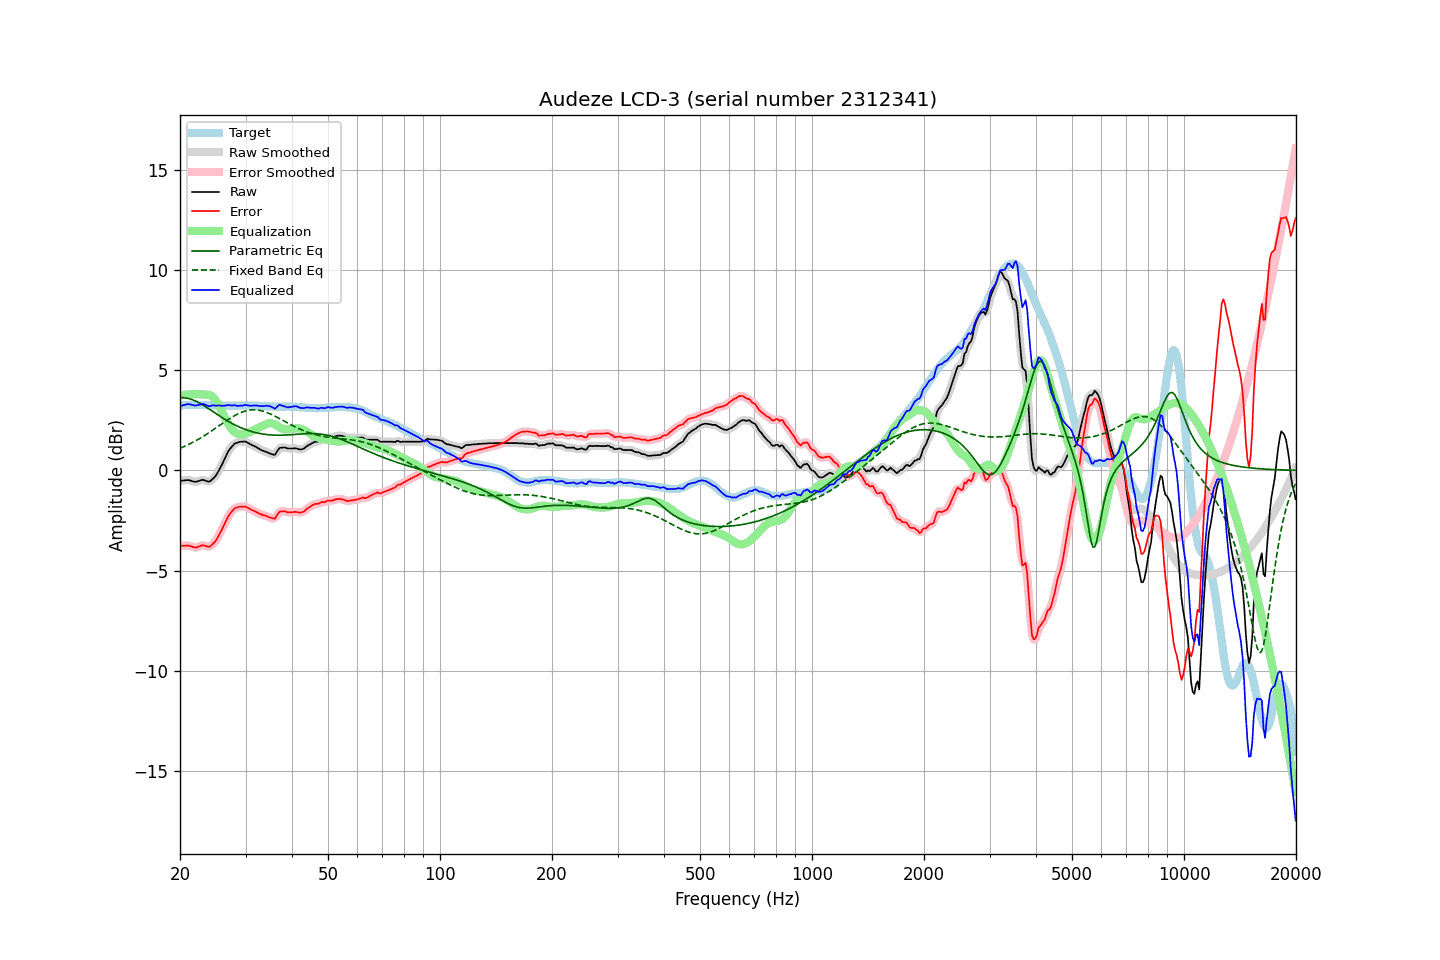 Audeze LCD-3 (serial number 2312341)
Target
Raw Smoothed
Error Smoothed
Raw
Error
Equalization
Parametric Eq
Fixed Band Eq
Equalized
Amplitude (dBr)
15
10
5
0
−5
−10
−15
20 50 100 200 500 1000 2000 5000 10000 20000
Frequency (Hz)